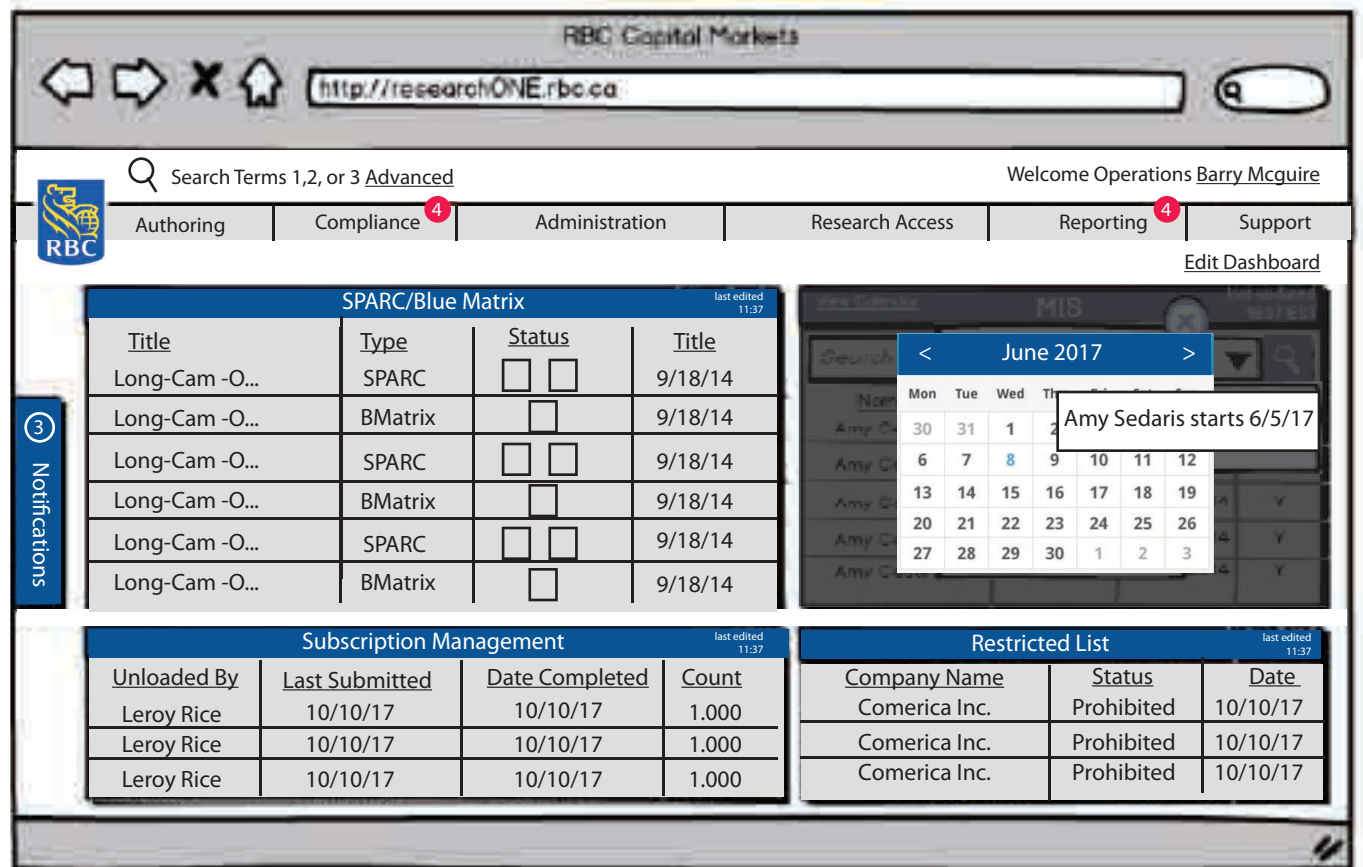 RBC Capital Markets
http://researchONE.rbc.ca
Search Terms 1,2, or 3 Advanced
Welcome Operations Barry Mcguire
RBC
Authoring Compliance 4 Administration Research Access Reporting 4 Support
Edit Dashboard
3 Notifications
SPARC/Blue Matrix
last edited
11:37
Title Type Status Title
Long-Cam -O... SPARC 9/18/14
Long-Cam -O... BMatrix 9/18/14
Long-Cam -O... SPARC 9/18/14
Long-Cam -O... BMatrix 9/18/14
Long-Cam -O... SPARC 9/18/14
Long-Cam -O... BMatrix 9/18/14
View Calendar MIS
Search
< June 2017 >
Mon Tue Wed
Amy Sedaris starts 6/5/17
30 31 1 2
6 7 8 9 10 11 12
13 14 15 16 17 18 19
20 21 22 23 24 25 26
27 28 29 30 1 2 3
Amy
Amy
Amy
Y
Amy
Y
Amy
Y
Subscription Management
last edited
11:37
Unloaded By Last Submitted Date Completed Count
Leroy Rice 10/10/17 10/10/17 1.000
Leroy Rice 10/10/17 10/10/17 1.000
Leroy Rice 10/10/17 10/10/17 1.000
Restricted List
last edited
11:37
Company Name Status Date
Comerica Inc. Prohibited 10/10/17
Comerica Inc. Prohibited 10/10/17
Comerica Inc. Prohibited 10/10/17